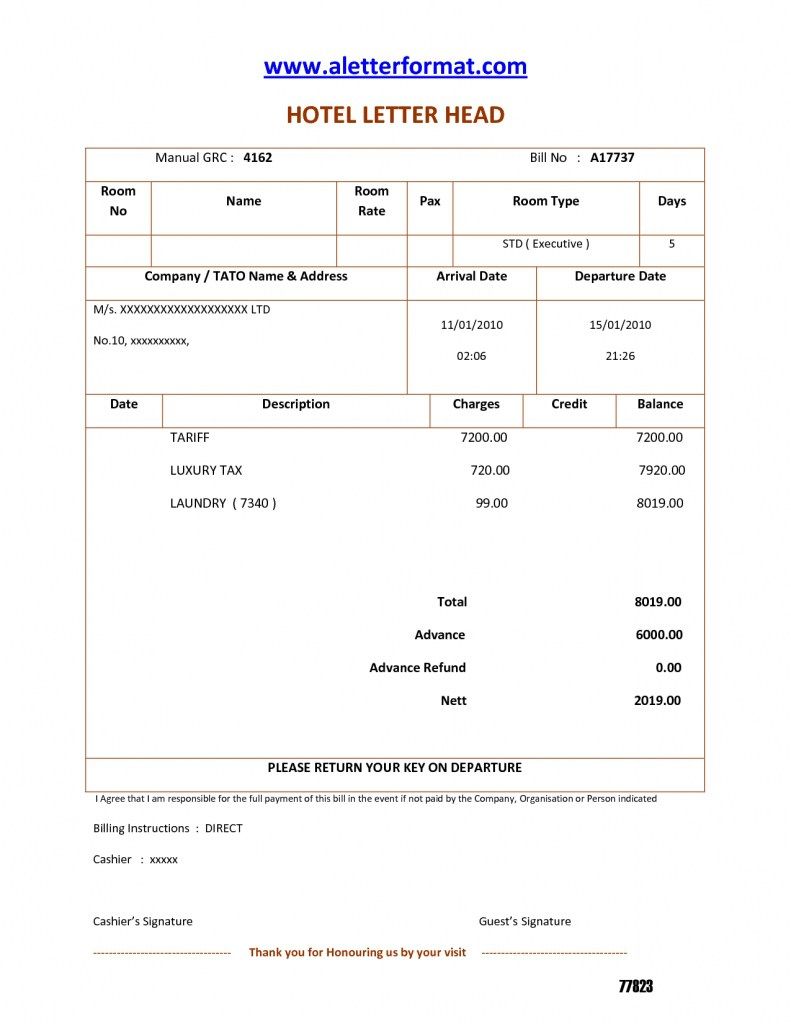 www.aletterformat.com
HOTEL LETTER HEAD
Manual GRC : 4162 Bill No : A17737
Room No Name Room Rate Pax Room Type Days
STD ( Executive ) 5
Company / TATO Name & Address Arrival Date Departure Date
M/s. XXXXXXXXXXXXXXXXXXX LTD
11/01/2010 15/01/2010
No.10, xxxxxxxxxx,
02:06 21:26
Date Description Charges Credit Balance
TARIFF 7200.00 7200.00
LUXURY TAX 720.00 7920.00
LAUNDRY ( 7340 ) 99.00 8019.00
Total 8019.00
Advance 6000.00
Advance Refund 0.00
Nett 2019.00
PLEASE RETURN YOUR KEY ON DEPARTURE
I Agree that I am responsible for the full payment of this bill in the event if not paid by the Company, Organisation or Person indicated
Billing Instructions : DIRECT
Cashier : xxxxx
Cashier's Signature Guest's Signature
---------------------------------- Thank you for Honouring us by your visit ------------------------------------
77823